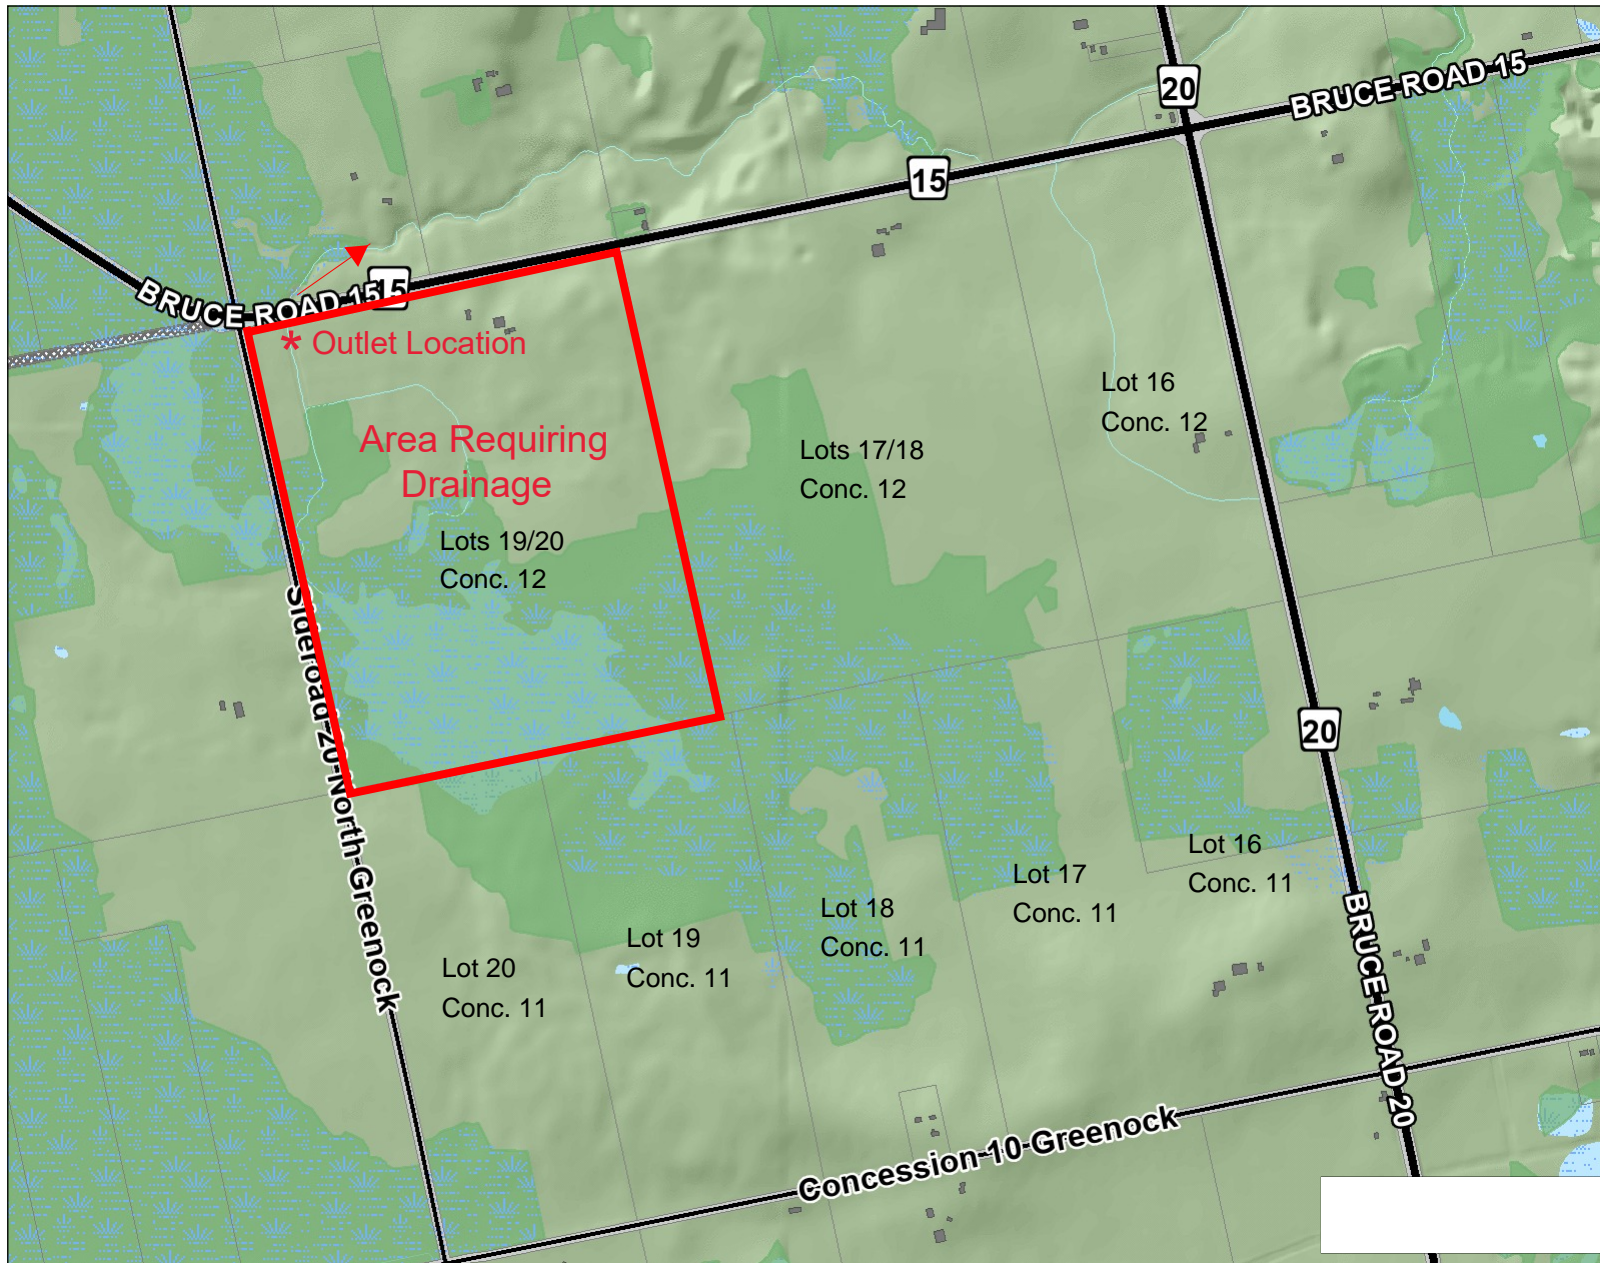 20
BRUCE ROAD 15
15
BRUCE ROAD 15
15
* Outlet Location
Area Requiring
Drainage
Lot 16
Conc. 12
Lots 17/18
Conc. 12
Lots 19/20
Conc. 12
Sideroad 20 North Greenock
20
Lot 16
Conc. 11
Lot 17
Conc. 11
Lot 18
Conc. 11
Lot 19
Conc. 11
Lot 20
Conc. 11
BRUCE ROAD 20
Concession 10 Greenock